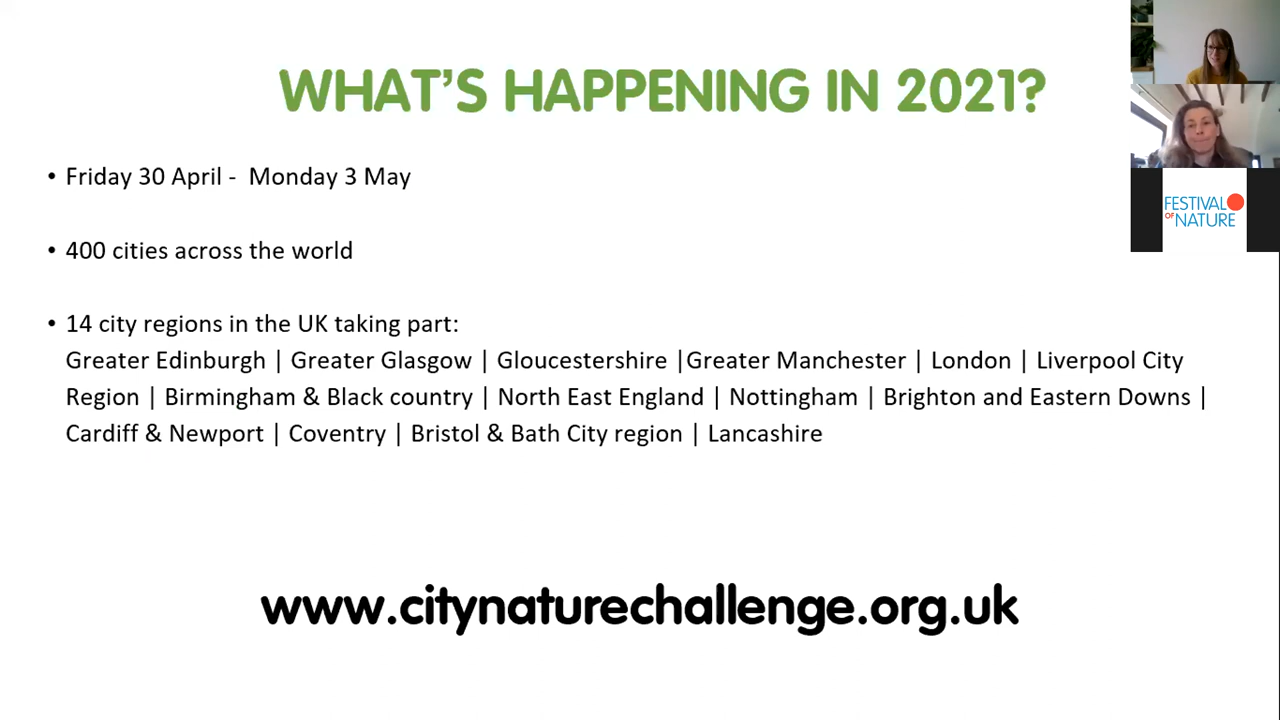 WHAT'S HAPPENING IN 2021?
• Friday 30 April -  Monday 3 May
• 400 cities across the world
• 14 city regions in the UK taking part:
Greater Edinburgh | Greater Glasgow | Gloucestershire |Greater Manchester | London | Liverpool City
Region | Birmingham & Black country | North East England | Nottingham | Brighton and Eastern Downs |
Cardiff & Newport | Coventry | Bristol & Bath City region | Lancashire
www.citynaturechallenge.org.uk
FESTIVAL
OF NATURE